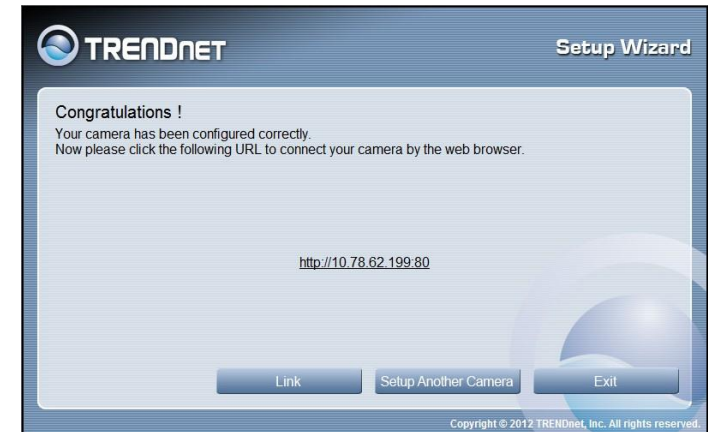 TRENDNET
Setup Wizard
Congratulations !
Your camera has been configured correctly.
Now please click the following URL to connect your camera by the web browser.
http://10.78.62.199:80
Link
Setup Another Camera
Exit
Copyright © 2012 TRENDnet, Inc. All rights reserved.